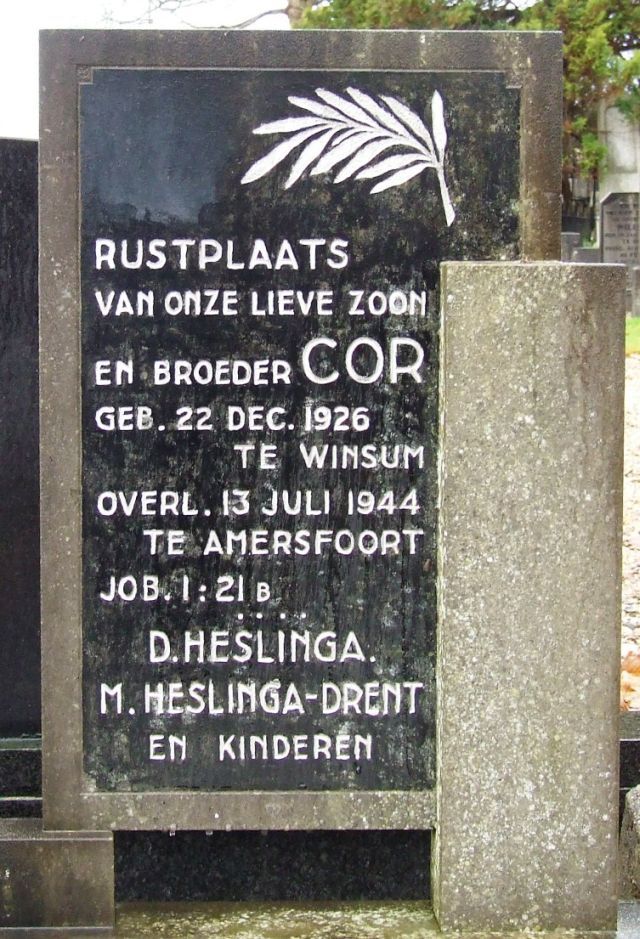 RUSTPLAATS
VAN ONZE LIEVE ZOON
EN BROEDER COR
GEB. 22 DEC. 1926
TE WINSUM
OVERL. 13 JULI 1944
TE AMERSFOORT
JOB. 1:21 B
....
D. HESLINGA.
M. HESLINGA-DRENT
EN KINDEREN